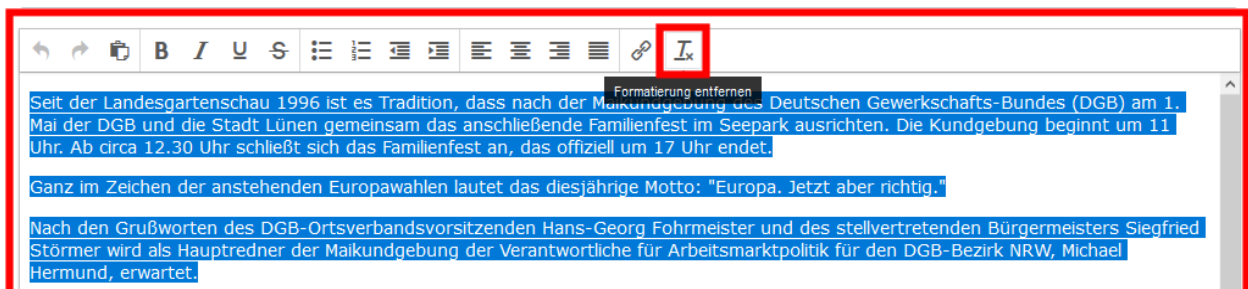 B I U S
Formatierung entfernen
Seit der Landesgartenschau 1996 ist es Tradition, dass nach der Maikundgebung des Deutschen Gewerkschafts-Bundes (DGB) am 1.
Mai der DGB und die Stadt Lünen gemeinsam das anschließende Familienfest im Seepark ausrichten. Die Kundgebung beginnt um 11
Uhr. Ab circa 12.30 Uhr schließt sich das Familienfest an, das offiziell um 17 Uhr endet.
Ganz im Zeichen der anstehenden Europawahlen lautet das diesjährige Motto: "Europa. Jetzt aber richtig."
Nach den Grußworten des DGB-Ortsverbandsvorsitzenden Hans-Georg Fohrmeister und des stellvertretenden Bürgermeisters Siegfried
Störmer wird als Hauptredner der Maikundgebung der Verantwortliche für Arbeitsmarktpolitik für den DGB-Bezirk NRW, Michael
Hermund, erwartet.